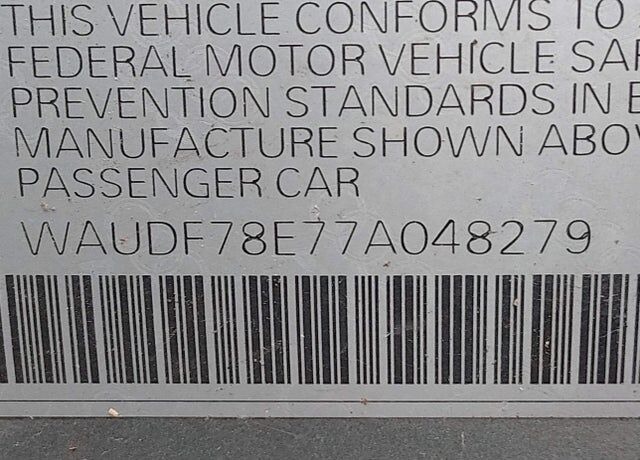 THIS VEHICLE CONFORMS TO
FEDERAL MOTOR VEHICLE
PREVENTION STANDARDS IN
MANUFACTURE SHOWN
PASSENGER CAR
WAUDF78E77A048279